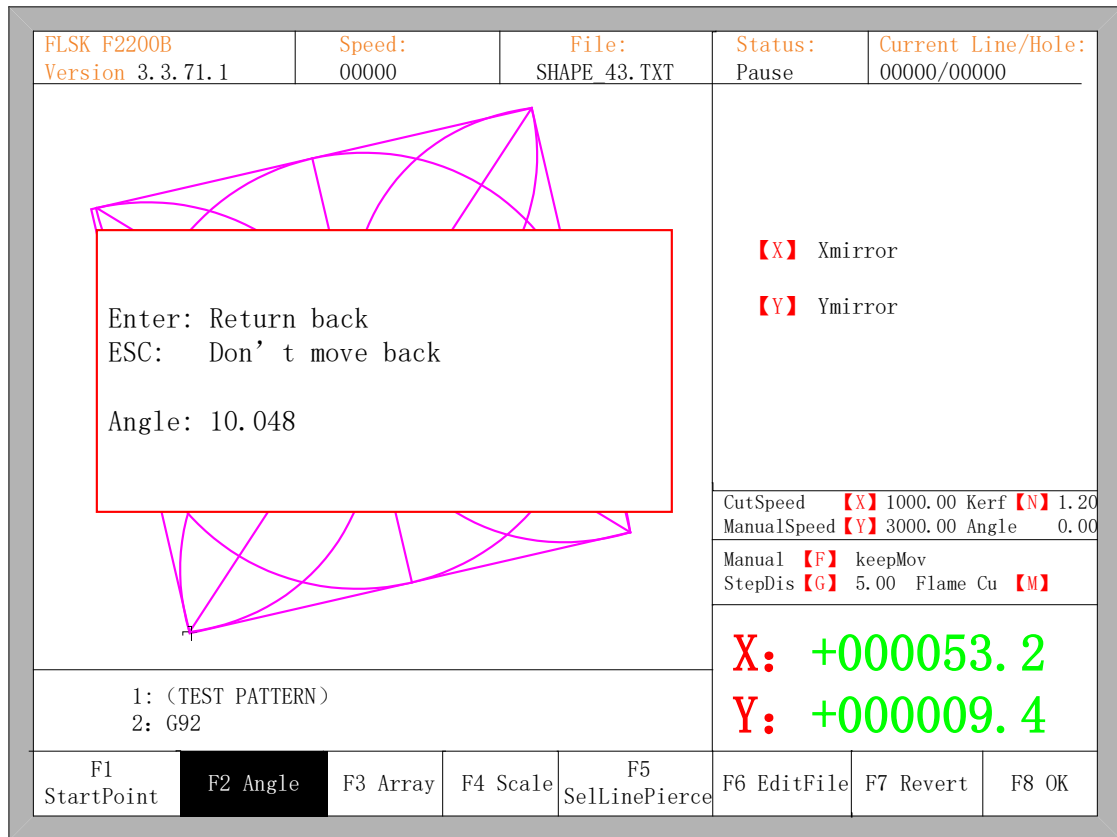 FLSK F2200B
Version 3.3.71.1
Speed:
00000
File:
SHAPE_43.TXT
Status:
Pause
Current Line/Hole:
00000/00000
【X】 Xmirror
【Y】 Ymirror
Enter: Return back
ESC: Don’t move back
Angle: 10.048
CutSpeed 【X】 1000.00 Kerf【N】 1.20
ManualSpeed【Y】 3000.00 Angle 0.00
Manual 【F】 keepMov
StepDis【G】 5.00 Flame Cu 【M】
X: +000053.2
Y: +000009.4
1: (TEST PATTERN)
2: G92
F1 StartPoint
F2 Angle
F3 Array
F4 Scale
F5 SelLinePierce
F6 EditFile
F7 Revert
F8 OK